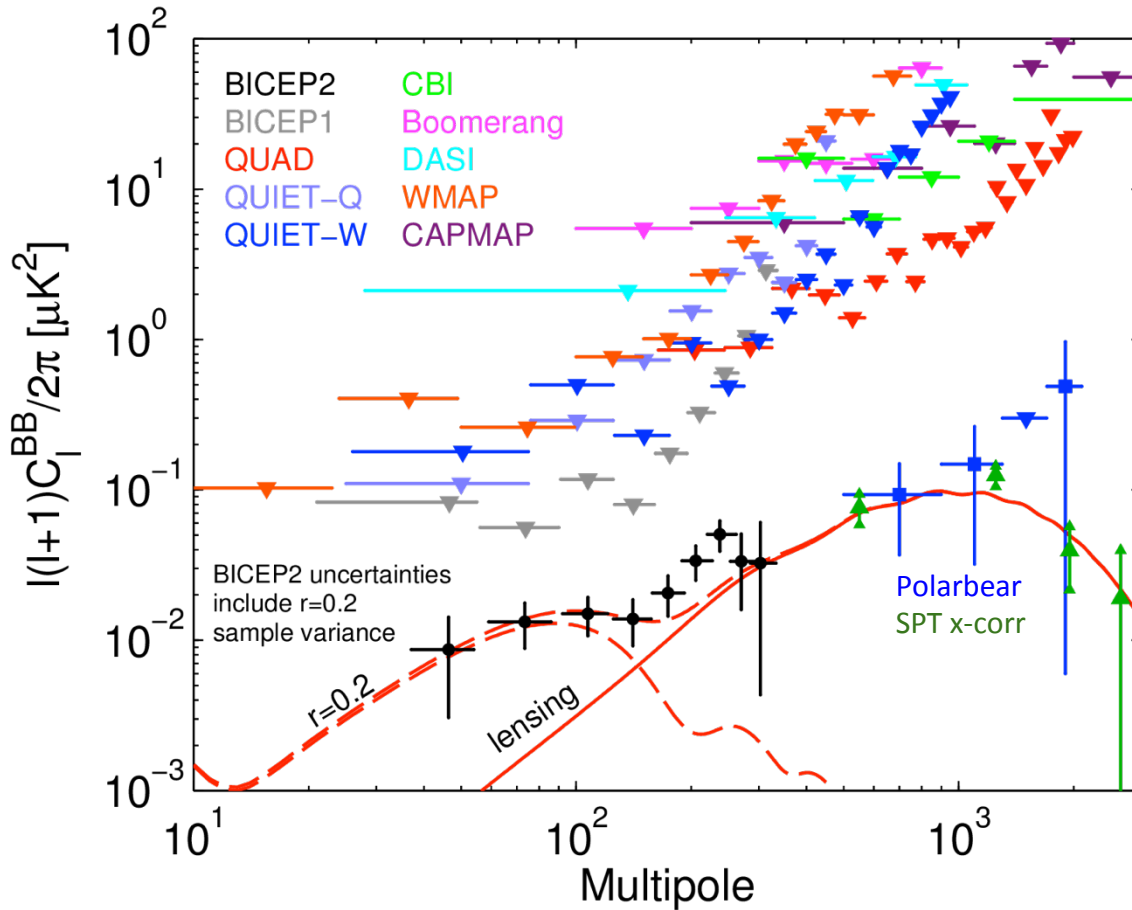 10^2
10^1
10^0
10^-1
10^-2
10^-3
l(l+1)C_l^BB/2π [μK^2]
BICEP2
BICEP1
QUAD
QUIET-Q
QUIET-W
CBI
Boomerang
DASI
WMAP
CAPMAP
BICEP2 uncertainties
include r=0.2
sample variance
r=0.2
lensing
Polarbear
SPT x-corr
10^1
10^2
10^3
Multipole